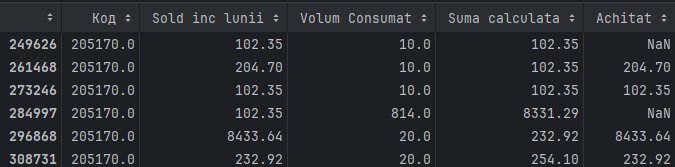 Код Sold inc lunii Volum Consumat Suma calculata Achitat
249626 205170.0 102.35 10.0 102.35 NaN
261468 205170.0 204.70 10.0 102.35 204.70
273246 205170.0 102.35 10.0 102.35 102.35
284997 205170.0 102.35 814.0 8331.29 NaN
296868 205170.0 8433.64 20.0 232.92 8433.64
308731 205170.0 232.92 20.0 254.10 232.92